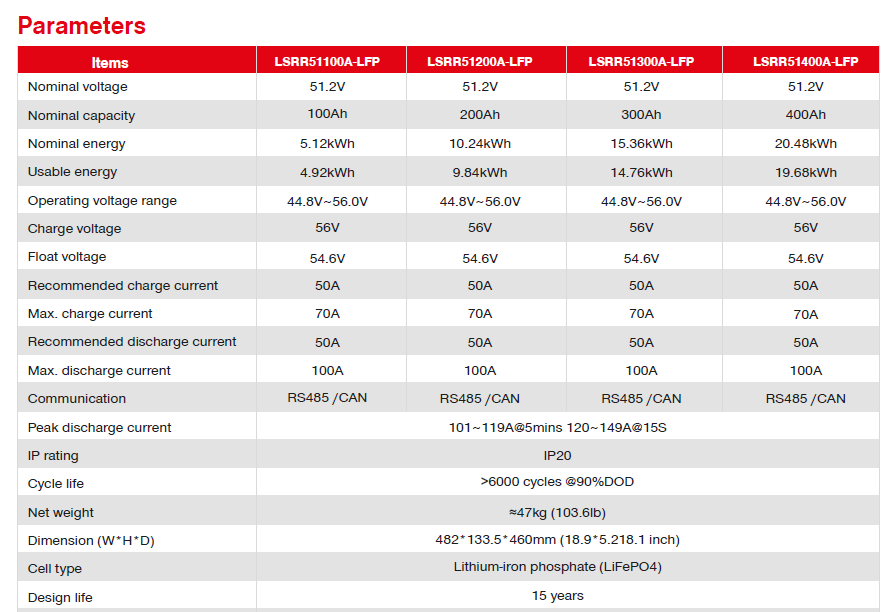 Parameters
Items LSRR51100A-LFP LSRR51200A-LFP LSRR51300A-LFP LSRR51400A-LFP
Nominal voltage 51.2V 51.2V 51.2V 51.2V
Nominal capacity 100Ah 200Ah 300Ah 400Ah
Nominal energy 5.12kWh 10.24kWh 15.36kWh 20.48kWh
Usable energy 4.92kWh 9.84kWh 14.76kWh 19.68kWh
Operating voltage range 44.8V~56.0V 44.8V~56.0V 44.8V~56.0V 44.8V~56.0V
Charge voltage 56V 56V 56V 56V
Float voltage 54.6V 54.6V 54.6V 54.6V
Recommended charge current 50A 50A 50A 50A
Max. charge current 70A 70A 70A 70A
Recommended discharge current 50A 50A 50A 50A
Max. discharge current 100A 100A 100A 100A
Communication RS485 /CAN RS485 /CAN RS485 /CAN RS485 /CAN
Peak discharge current 101~119A@5mins 120~149A@15S
IP rating IP20
Cycle life >6000 cycles @90%DOD
Net weight ≈47kg (103.6lb)
Dimension (W*H*D) 482*133.5*460mm (18.9*5.218.1 inch)
Cell type Lithium-iron phosphate (LiFePO4)
Design life 15 years